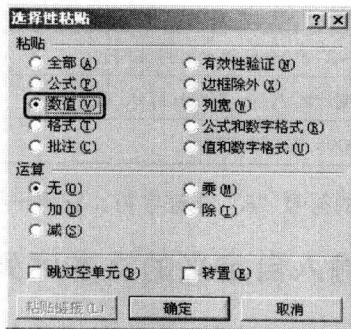 选择性粘贴
粘贴
全部(A) 有效性验证(N)
公式(F) 边框除外(X)
数值(V) 列宽(W)
格式(T) 公式和数字格式(R)
批注(C) 值和数字格式(U)
运算
无(O) 乘(M)
加(D) 除(I)
减(S)
跳过空单元(B) 转置(E)
粘贴链接(L) 确定 取消